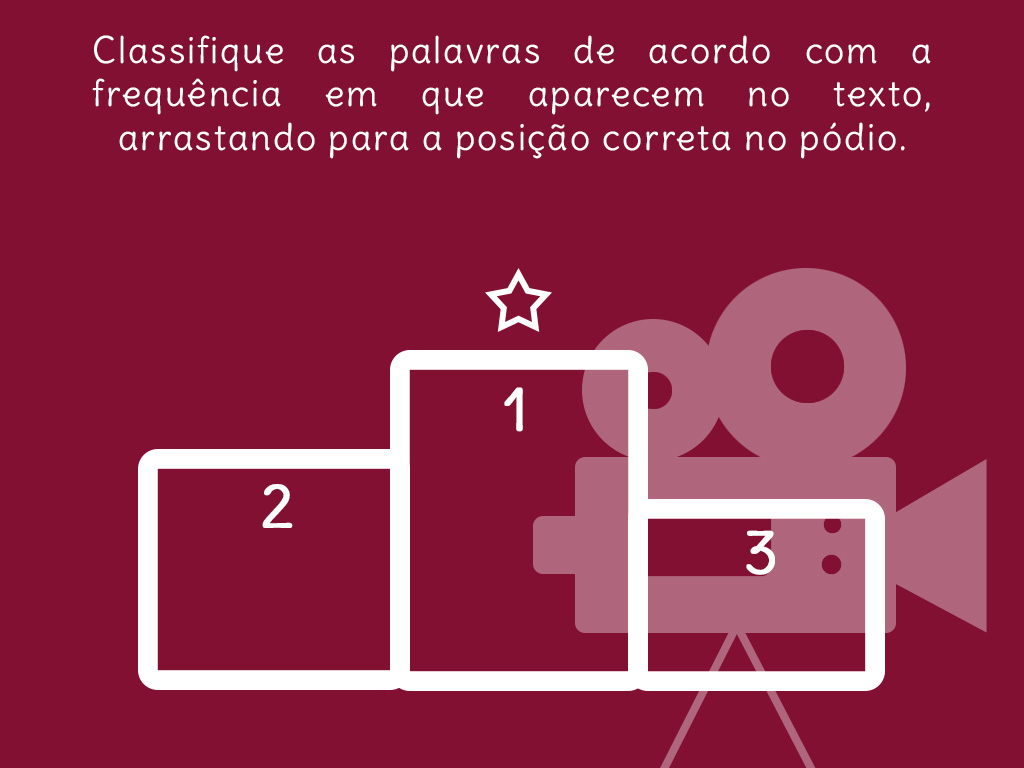 Classifique as palavras de acordo com a
frequência em que aparecem no texto,
arrastando para a posição correta no pódio.
1
2
3